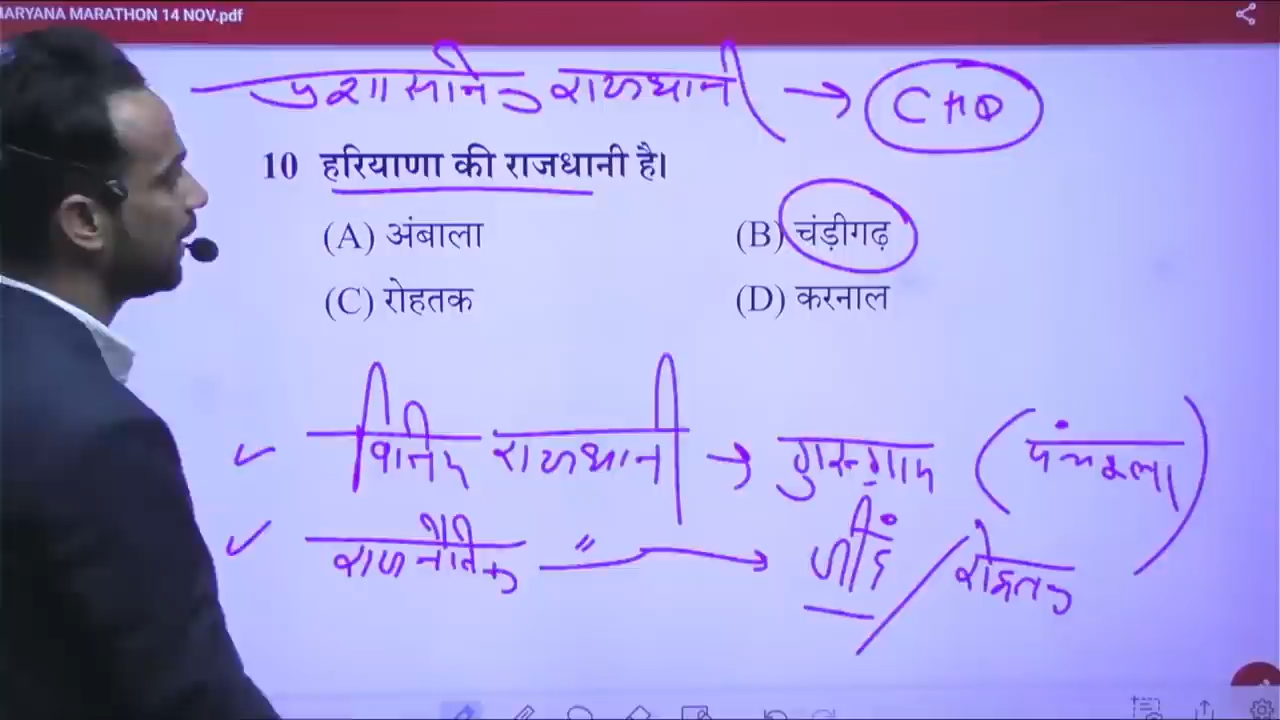 HARYANA MARATHON 14 NOV.pdf
प्रशासनिक राजधानी → CHD
10 हरियाणा की राजधानी है।
(A) अंबाला (B) चंड़ीगढ़
(C) रोहतक (D) करनाल
✓ वित्तिय राजधानी → गुरुग्राम (पंचकुला)
✓ राजनैतिक —〃→ जींद / रोहतक